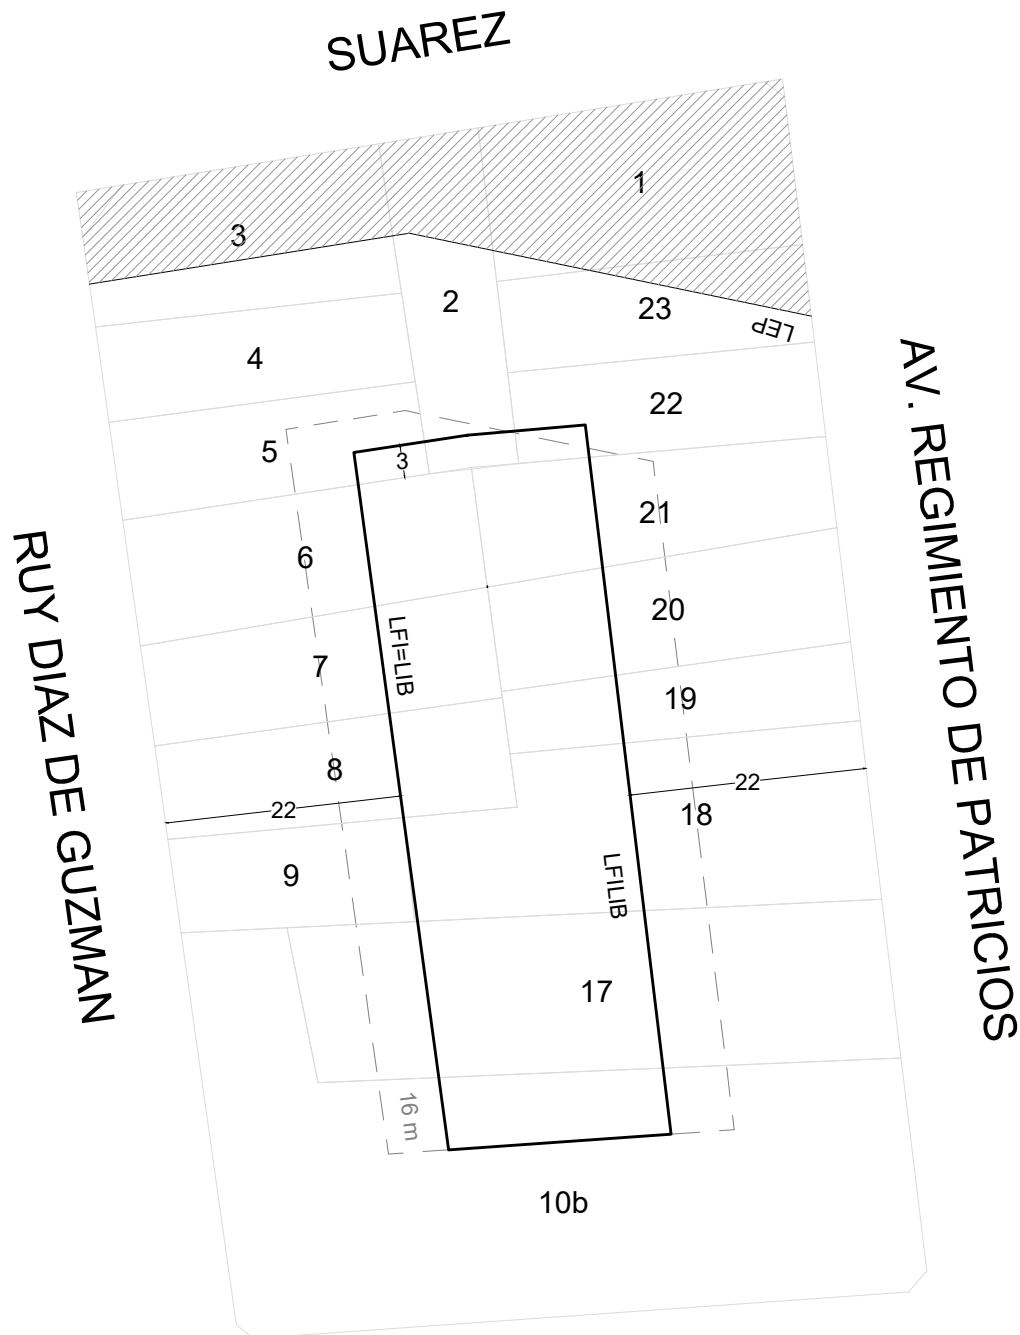 SUAREZ
1
3
2
23
LEP
4
22
AV. REGIMIENTO DE PATRICIOS
5
3
21
RUY DIAZ DE GUZMAN
6
20
LFI=LIB
7
19
8
22
22
18
9
LFILIB
17
16 m
10b